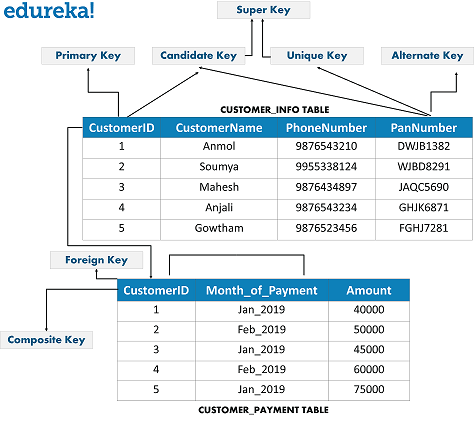 edureka!
Super Key
Primary Key
Candidate Key
Unique Key
Alternate Key
CUSTOMER_INFO TABLE
CustomerID CustomerName PhoneNumber PanNumber
1 Anmol 9876543210 DWJB1382
2 Soumya 9955338124 WJBD8291
3 Mahesh 9876434897 JAQC5690
4 Anjali 9876543234 GHJK6871
5 Gowtham 9876523456 FGHJ7281
Foreign Key
CustomerID Month_of_Payment Amount
1 Jan_2019 40000
2 Feb_2019 50000
3 Jan_2019 45000
4 Feb_2019 60000
5 Jan_2019 75000
Composite Key
CUSTOMER_PAYMENT TABLE